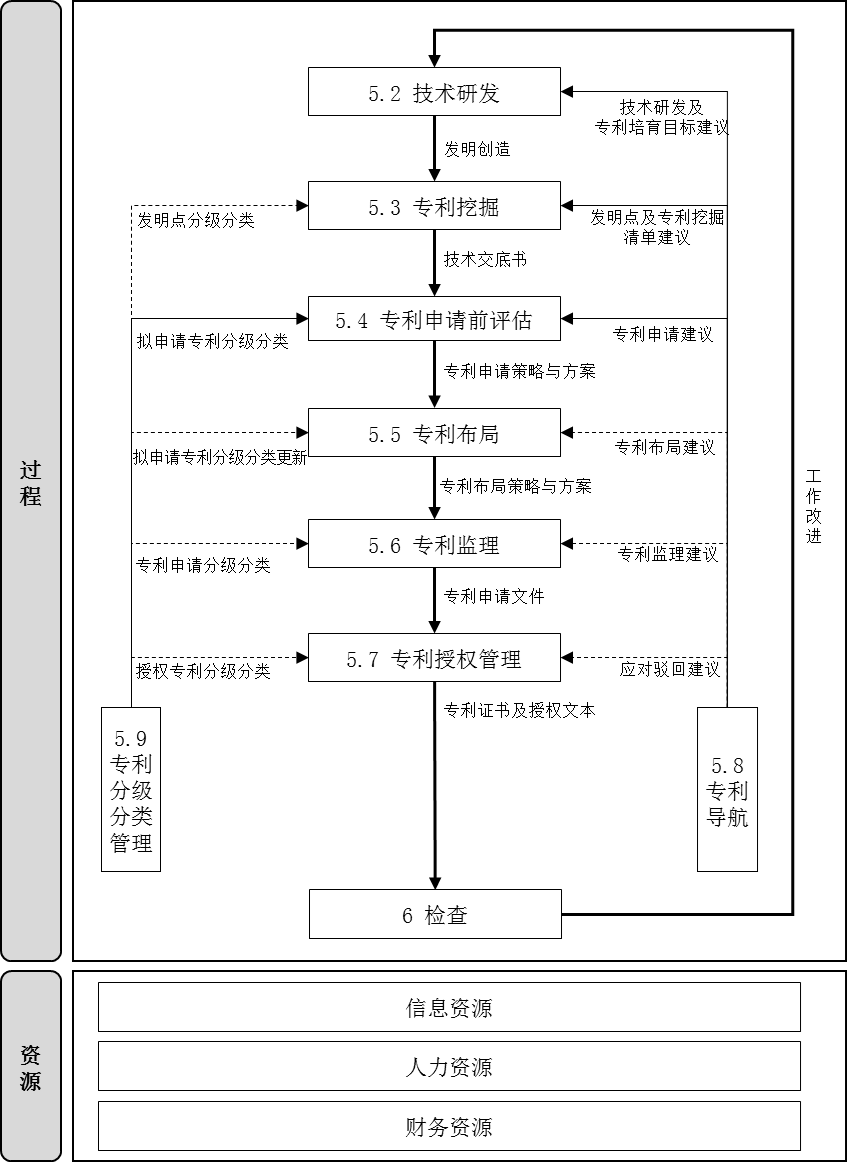 过
程
5.2 技术研发
技术研发及
专利培育目标建议
发明创造
5.3 专利挖掘
发明点分级分类
发明点及专利挖掘
清单建议
技术交底书
5.4 专利申请前评估
拟申请专利分级分类
专利申请建议
专利申请策略与方案
5.5 专利布局
拟申请专利分级分类更新
专利布局建议
专利布局策略与方案
工
作
改
进
5.6 专利监理
专利申请分级分类
专利监理建议
专利申请文件
5.7 专利授权管理
授权专利分级分类
应对驳回建议
专利证书及授权文本
5.9
专利
分级
分类
管理
5.8
专利
导航
6 检查
资
源
信息资源
人力资源
财务资源